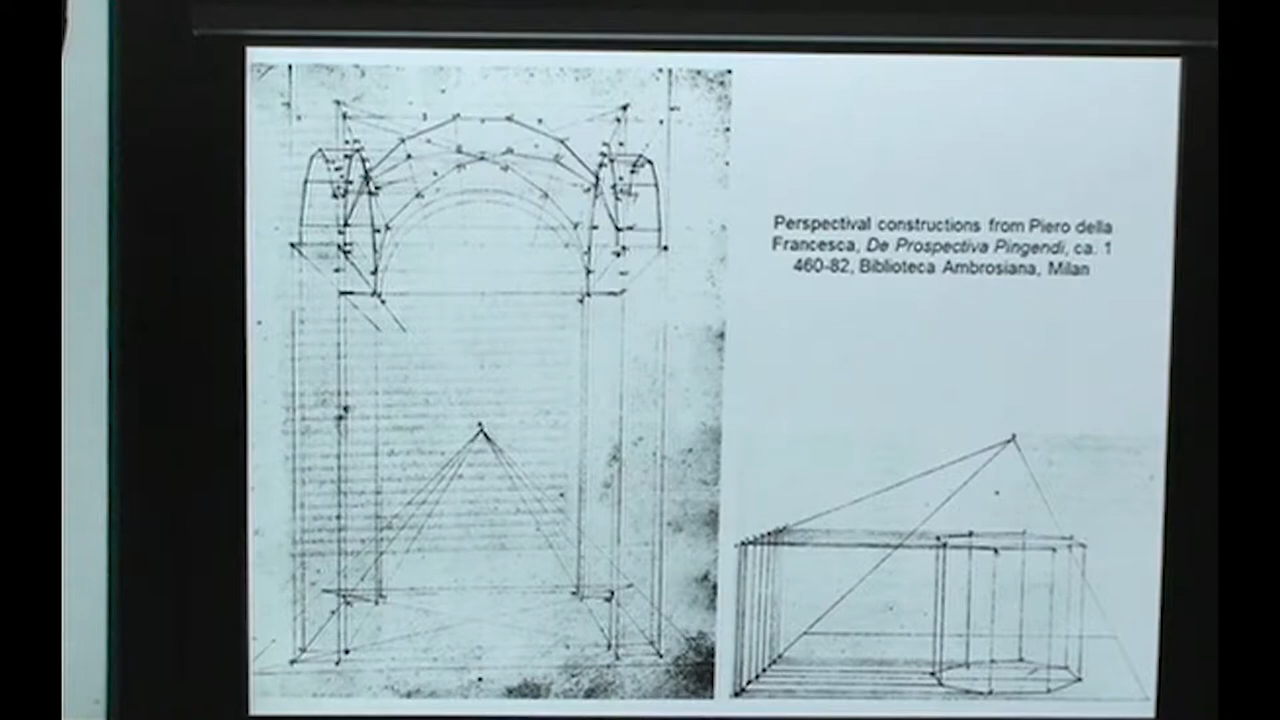 Perspectival constructions from Piero della
Francesca, De Prospectiva Pingendi, ca. 1
460-82, Biblioteca Ambrosiana, Milan